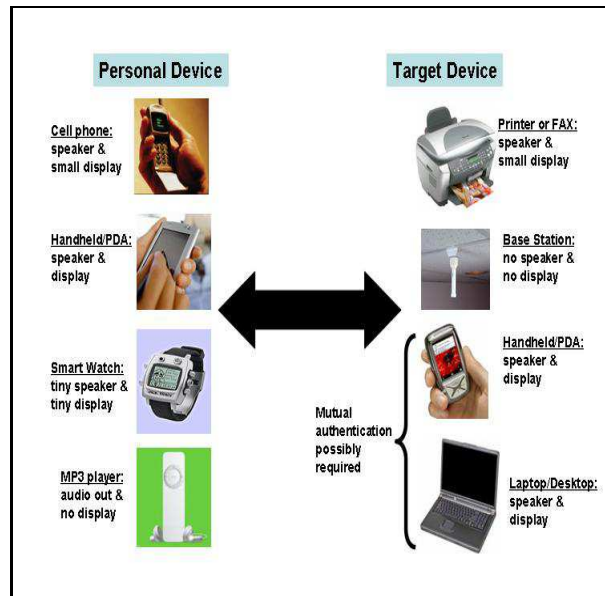 Personal Device
Target Device
Cell phone:
speaker &
small display
Printer or FAX:
speaker &
small display
Handheld/PDA:
speaker &
display
Base Station:
no speaker &
no display
Smart Watch:
tiny speaker &
tiny display
Handheld/PDA:
speaker &
display
Mutual
authentication
possibly
required
MP3 player:
audio out &
no display
Laptop/Desktop:
speaker &
display